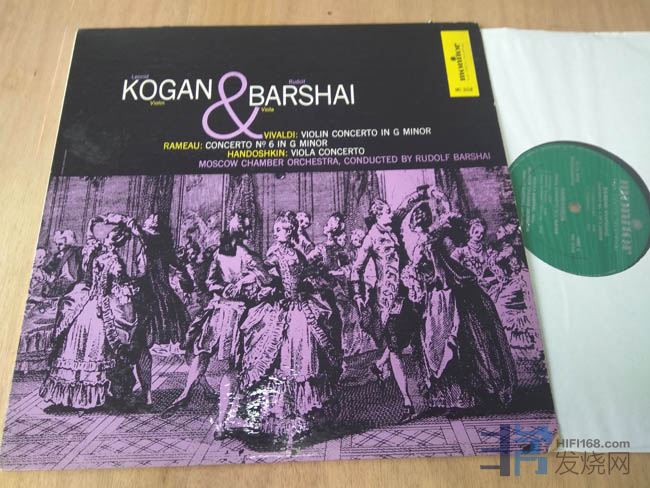 Leonid
Rudolf
KOGAN & BARSHAI
Violin
Viola
VIVALDI: VIOLIN CONCERTO IN G MINOR
RAMEAU: CONCERTO Nº 6 IN G MINOR
HANDOSHKIN: VIOLA CONCERTO
MOSCOW CHAMBER ORCHESTRA, CONDUCTED BY RUDOLF BARSHAI
HIFI168.com
发烧网